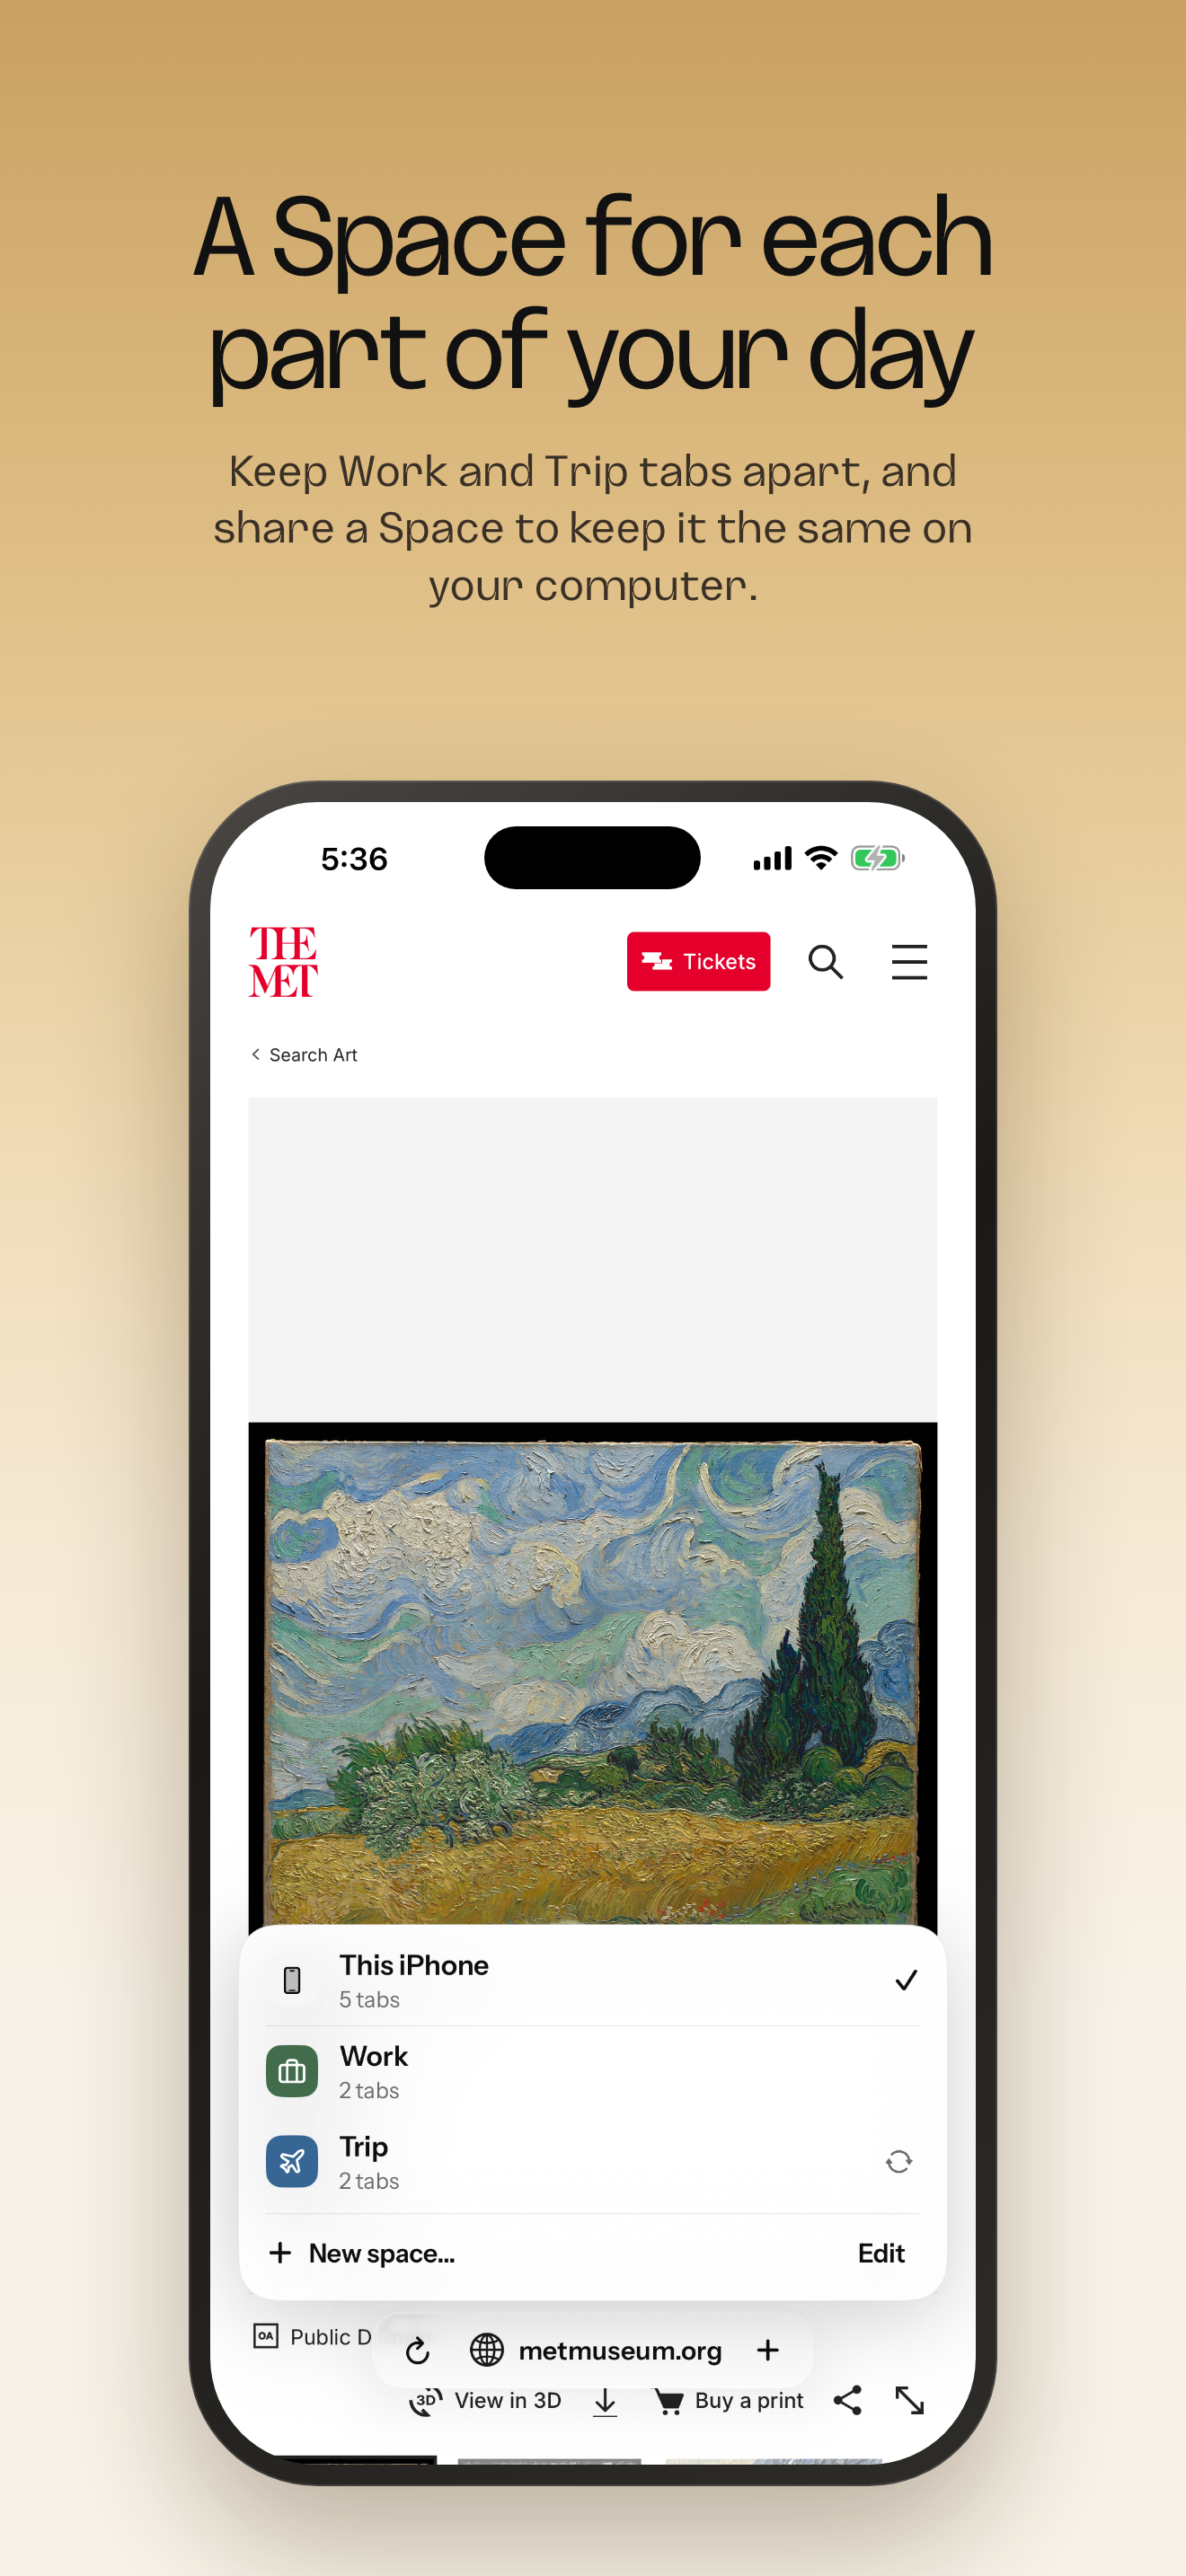 A Space for each
part of your day
Keep Work and Trip tabs apart, and
share a Space to keep it the same on
your computer.
5:36
THE
MET
Tickets
Search Art
This iPhone
5 tabs
Work
2 tabs
Trip
2 tabs
New space...
Edit
OA Public D
metmuseum.org
3D View in 3D
Buy a print